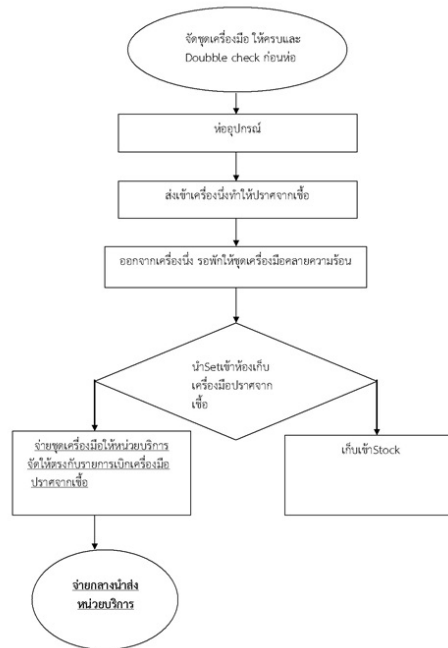 จัดชุดเครื่องมือ ให้ครบและ
Doubble check ก่อนห่อ
ห่ออุปกรณ์
ส่งเข้าเครื่องนึ่งทำให้ปราศจากเชื้อ
ออกจากเครื่องนึ่ง รอพักให้ชุดเครื่องมือคลายความร้อน
นำSetเข้าห้องเก็บ
เครื่องมือปราศจาก
เชื้อ
จ่ายชุดเครื่องมือให้หน่วยบริการ
จัดให้ตรงกับรายการเบิกเครื่องมือ
ปราศจากเชื้อ
เก็บเข้าStock
จ่ายกลางนำส่ง
หน่วยบริการ